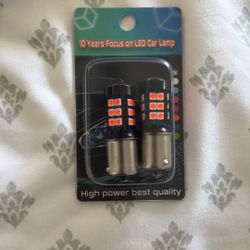 10 Years Focus on LED Car Lamp
High power best quality